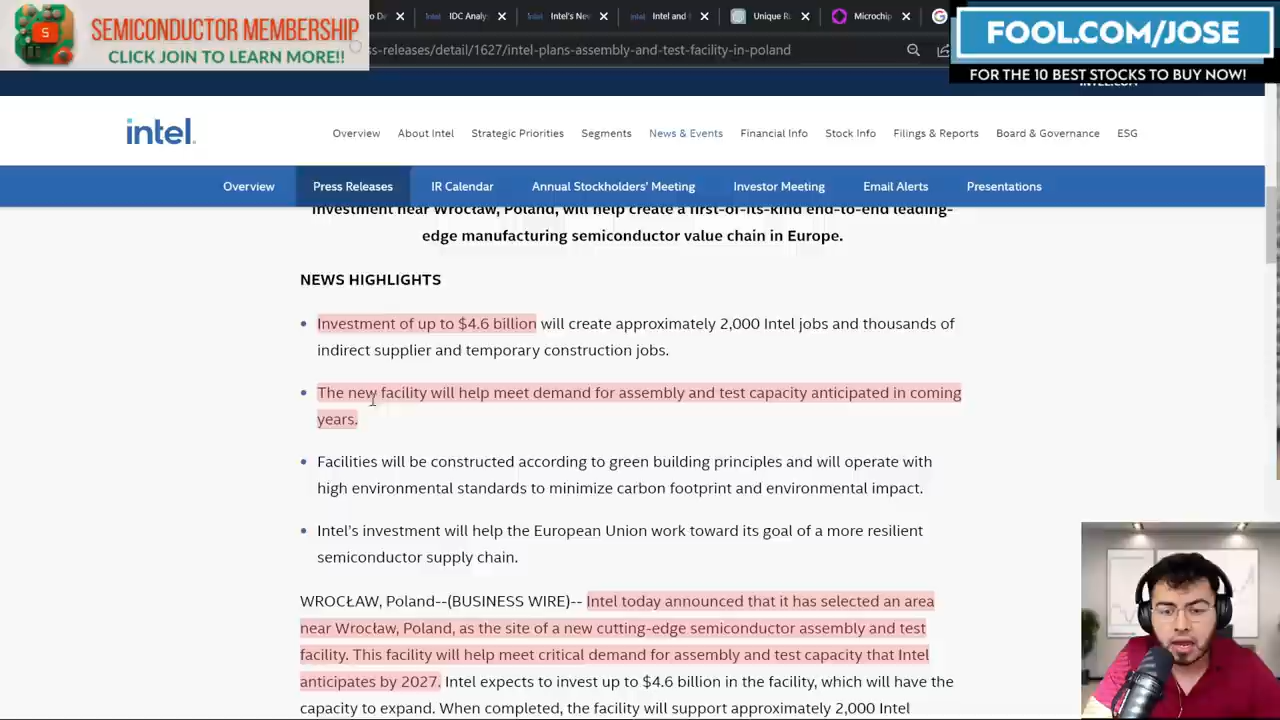 SEMICONDUCTOR MEMBERSHIP
CLICK JOIN TO LEARN MORE!!
IDC Analy
Intel's Nev
Intel and
Unique R
Microchip
FOOL.COM/JOSE
FOR THE 10 BEST STOCKS TO BUY NOW!
ss-releases/detail/1627/intel-plans-assembly-and-test-facility-in-poland
INTEL.COM
intel.
Overview About Intel Strategic Priorities Segments News & Events Financial Info Stock Info Filings & Reports Board & Governance ESG
Overview Press Releases IR Calendar Annual Stockholders' Meeting Investor Meeting Email Alerts Presentations
Investment near Wrocław, Poland, will help create a first-of-its-kind end-to-end leading-
edge manufacturing semiconductor value chain in Europe.
NEWS HIGHLIGHTS
• Investment of up to $4.6 billion will create approximately 2,000 Intel jobs and thousands of
indirect supplier and temporary construction jobs.
• The new facility will help meet demand for assembly and test capacity anticipated in coming
years.
• Facilities will be constructed according to green building principles and will operate with
high environmental standards to minimize carbon footprint and environmental impact.
• Intel's investment will help the European Union work toward its goal of a more resilient
semiconductor supply chain.
WROCŁAW, Poland--(BUSINESS WIRE)-- Intel today announced that it has selected an area
near Wrocław, Poland, as the site of a new cutting-edge semiconductor assembly and test
facility. This facility will help meet critical demand for assembly and test capacity that Intel
anticipates by 2027. Intel expects to invest up to $4.6 billion in the facility, which will have the
capacity to expand. When completed, the facility will support approximately 2,000 Intel